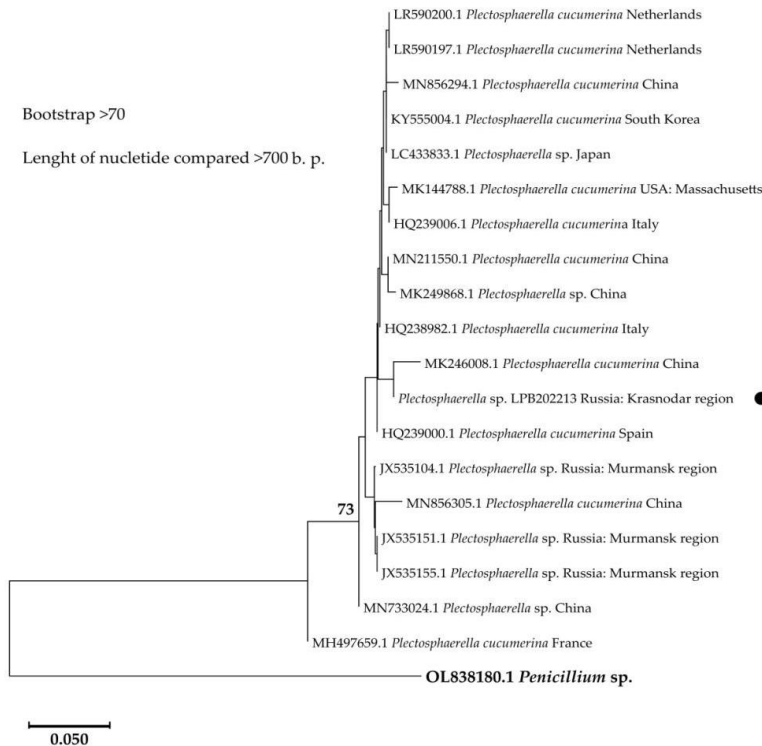 LR590200.1 Plectosphaerella cucumerina Netherlands
LR590197.1 Plectosphaerella cucumerina Netherlands
MN856294.1 Plectosphaerella cucumerina China
Bootstrap >70
KY555004.1 Plectosphaerella cucumerina South Korea
Lenght of nucletide compared >700 b. p.
LC433833.1 Plectosphaerella sp. Japan
MK144788.1 Plectosphaerella cucumerina USA: Massachusetts
HQ239006.1 Plectosphaerella cucumerina Italy
MN211550.1 Plectosphaerella cucumerina China
MK249868.1 Plectosphaerella sp. China
HQ238982.1 Plectosphaerella cucumerina Italy
MK246008.1 Plectosphaerella cucumerina China
Plectosphaerella sp. LPB202213 Russia: Krasnodar region
HQ239000.1 Plectosphaerella cucumerina Spain
JX535104.1 Plectosphaerella sp. Russia: Murmansk region
MN856305.1 Plectosphaerella cucumerina China
73
JX535151.1 Plectosphaerella sp. Russia: Murmansk region
JX535155.1 Plectosphaerella sp. Russia: Murmansk region
MN733024.1 Plectosphaerella sp. China
MH497659.1 Plectosphaerella cucumerina France
OL838180.1 Penicillium sp.
0.050